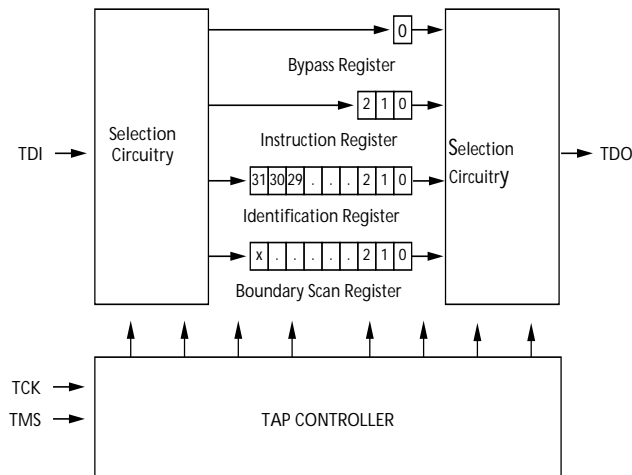 0
Bypass Register
2 1 0
Selection
Circuitry
Instruction Register
Selection
Circuitry
TDI
TDO
31 30 29 . . . 2 1 0
Identification Register
x . . . . . 2 1 0
Boundary Scan Register
TCK
TMS
TAP CONTROLLER